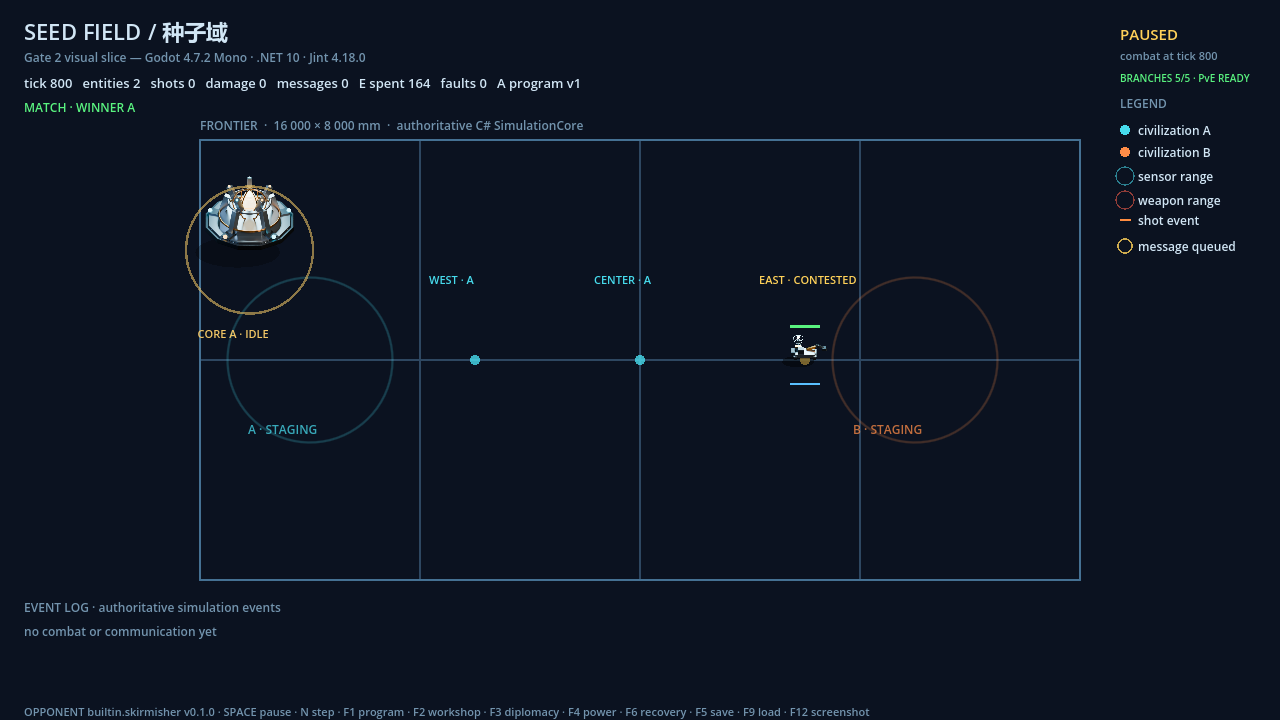 SEED FIELD / 种子域
Gate 2 visual slice — Godot 4.7.2 Mono · .NET 10 · Jint 4.18.0
tick 800 entities 2 shots 0 damage 0 messages 0 E spent 164 faults 0 A program v1
MATCH · WINNER A
FRONTIER · 16 000 × 8 000 mm · authoritative C# SimulationCore
PAUSED
combat at tick 800
BRANCHES 5/5 · PvE READY
LEGEND
civilization A
civilization B
sensor range
weapon range
shot event
message queued
WEST · A
CENTER · A
EAST · CONTESTED
CORE A · IDLE
A · STAGING
B · STAGING
EVENT LOG · authoritative simulation events
no combat or communication yet
OPPONENT builtin.skirmisher v0.1.0 · SPACE pause · N step · F1 program · F2 workshop · F3 diplomacy · F4 power · F6 recovery · F5 save · F9 load · F12 screenshot